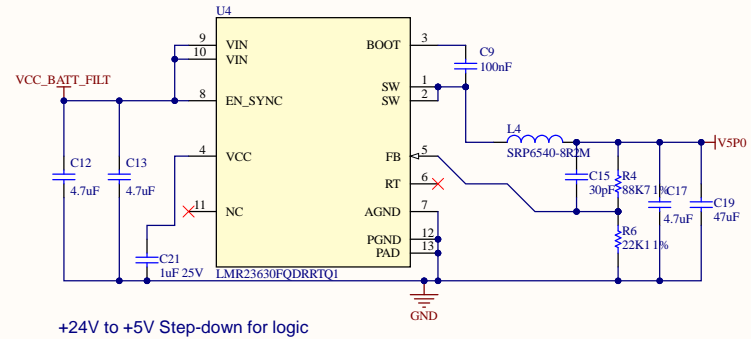 U4
9 VIN
10 VIN
8 EN_SYNC
4 VCC
11 NC
BOOT 3
SW 1
SW 2
FB 5
RT 6
AGND 7
PGND 12
PAD 13
LMR23630FQDRRTQ1
VCC_BATT_FILT
C12
4.7uF
C13
4.7uF
C21
1uF 25V
C9
100nF
L4
SRP6540-8R2M
V5P0
C15
30pF
R4
88K7 1%
R6
22K1 1%
C17
4.7uF
C19
47uF
GND
+24V to +5V Step-down for logic